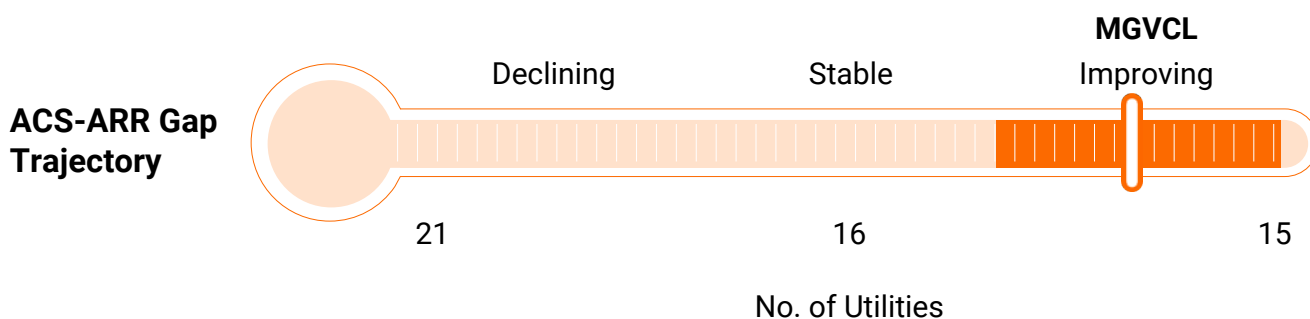 MGVCL
Declining Stable Improving
ACS-ARR Gap
Trajectory
21 16 15
No. of Utilities